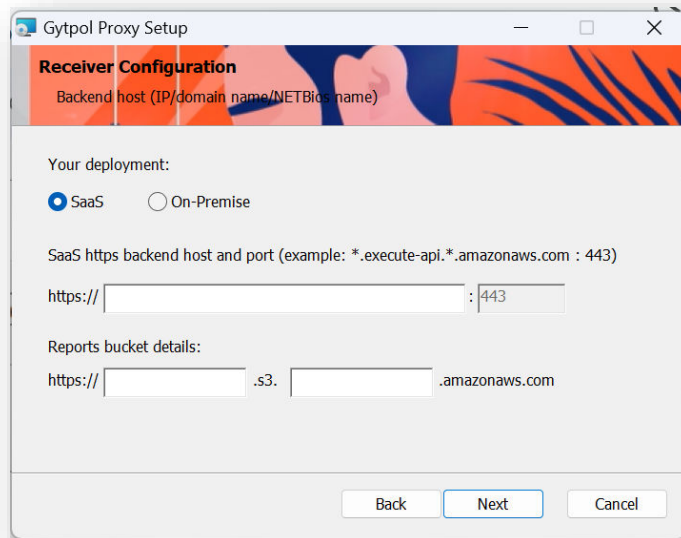 Gytpol Proxy Setup
Receiver Configuration
Backend host (IP/domain name/NETBios name)
Your deployment:
SaaS On-Premise
SaaS https backend host and port (example: *.execute-api.*.amazonaws.com : 443)
https:// : 443
Reports bucket details:
https:// .s3. .amazonaws.com
Back Next Cancel